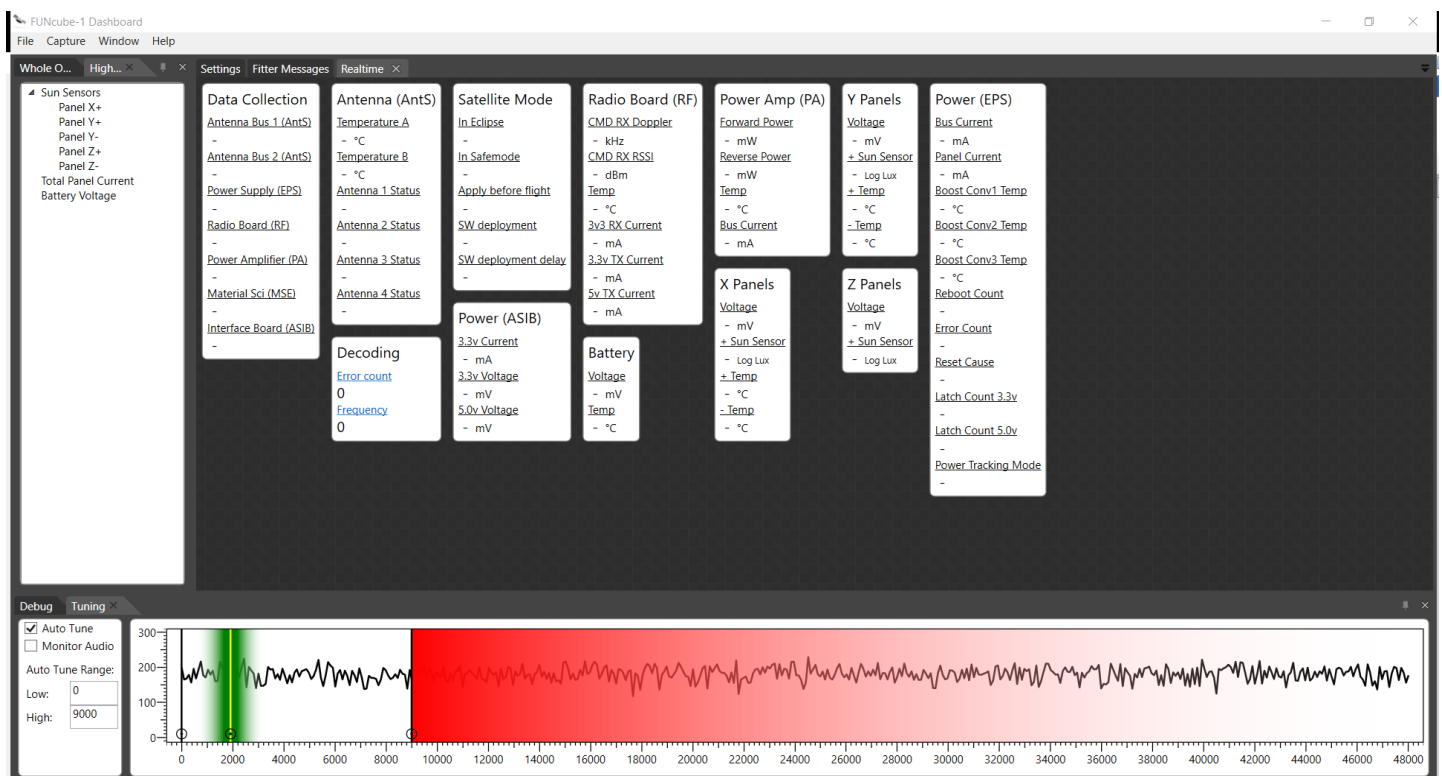 FUNcube-1 Dashboard
File Capture Window Help
Whole O... High...
Sun Sensors
Panel X+
Panel Y+
Panel Y-
Panel Z+
Panel Z-
Total Panel Current
Battery Voltage
Settings Fitter Messages Realtime
Data Collection
Antenna Bus 1 (AntS)
-
Antenna Bus 2 (AntS)
-
Power Supply (EPS)
-
Radio Board (RF)
-
Power Amplifier (PA)
-
Material Sci (MSE)
-
Interface Board (ASIB)
-
Antenna (AntS)
Temperature A
- °C
Temperature B
- °C
Antenna 1 Status
-
Antenna 2 Status
-
Antenna 3 Status
-
Antenna 4 Status
-
Decoding
Error count
0
Frequency
0
Satellite Mode
In Eclipse
-
In Safemode
-
Apply before flight
-
SW deployment
-
SW deployment delay
-
Power (ASIB)
3.3v Current
- mA
3.3v Voltage
- mV
5.0v Voltage
- mV
Radio Board (RF)
CMD RX Doppler
- kHz
CMD RX RSSI
- dBm
Temp
- °C
3v3 RX Current
- mA
3.3v TX Current
- mA
5v TX Current
- mA
Battery
Voltage
- mV
Temp
- °C
Power Amp (PA)
Forward Power
- mW
Reverse Power
- mW
Temp
- °C
Bus Current
- mA
X Panels
Voltage
- mV
+ Sun Sensor
- Log Lux
+ Temp
- °C
- Temp
- °C
Y Panels
Voltage
- mV
+ Sun Sensor
- Log Lux
+ Temp
- °C
- Temp
- °C
Z Panels
Voltage
- mV
+ Sun Sensor
- Log Lux
Power (EPS)
Bus Current
- mA
Panel Current
- mA
Boost Conv1 Temp
- °C
Boost Conv2 Temp
- °C
Boost Conv3 Temp
- °C
Reboot Count
-
Error Count
-
Reset Cause
-
Latch Count 3.3v
-
Latch Count 5.0v
-
Power Tracking Mode
-
Debug Tuning
Auto Tune
Monitor Audio
Auto Tune Range:
Low: 0
High: 9000
300
200
100
0
0 2000 4000 6000 8000 10000 12000 14000 16000 18000 20000 22000 24000 26000 28000 30000 32000 34000 36000 38000 40000 42000 44000 46000 48000